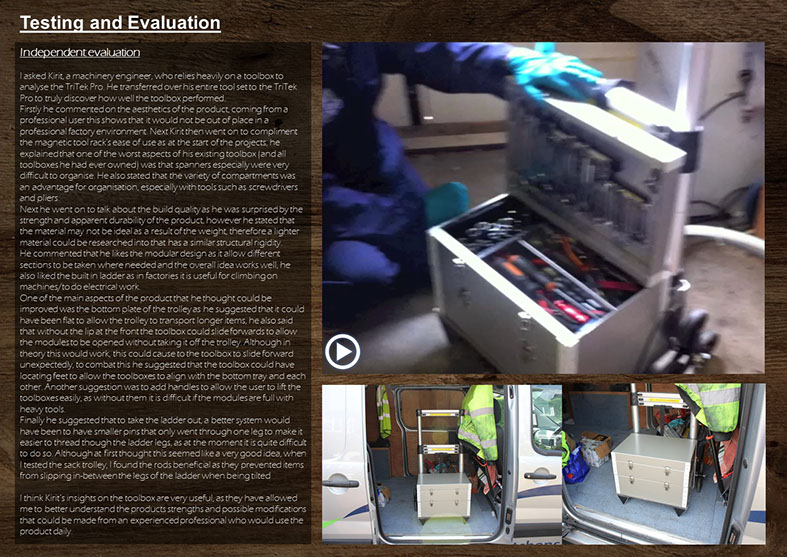 Testing and Evaluation
Independent evaluation
I asked Kirit, a machinery engineer, who relies heavily on a toolbox to
analyse the TriTek Pro. He transferred over his entire tool set to the TriTek
Pro to truly discover how well the toolbox performed.
Firstly he commented on the aesthetics of the product, coming from a
professional user this shows that it would not be out of place in a
professional factory environment. Next Kirit then went on to compliment
the magnetic tool rack's ease of use as at the start of the projects, he
explained that one of the worst aspects of his existing toolbox (and all
toolboxes he had ever owned) was that spanners especially were very
difficult to organise. He also stated that the variety of compartments was
an advantage for organisation, especially with tools such as screwdrivers
and pliers.
Next he went on to talk about the build quality as he was surprised by the
strength and apparent durability of the product, however he stated that
the material may not be ideal as a result of the weight, therefore a lighter
material could be researched into that has a similar structural rigidity.
He commented that he likes the modular design as it allow different
sections to be taken where needed and the overall idea works well, he
also liked the built in ladder as in factories it is useful for climbing on
machines/to do electrical work.
One of the main aspects of the product that he thought could be
improved was the bottom plate of the trolley as he suggested that it could
have been flat to allow the trolley to transport longer items, he also said
that without the lip at the front the toolbox could slide forwards to allow
the modules to be opened without taking it off the trolley. Although in
theory this would work, this could cause to the toolbox to slide forward
unexpectedly, to combat this he suggested that the toolbox could have
locating feet to allow the toolboxes to align with the bottom tray and each
other. Another suggestion was to add handles to allow the user to lift the
toolboxes easily, as without them it is difficult if the modules are full with
heavy tools.
Finally he suggested that to take the ladder out, a better system would
have been to have smaller pins that only went through one leg to make it
easier to thread though the ladder legs, as at the moment it is quite difficult
to do so. Although at first thought this seemed like a very good idea, when
I tested the sack trolley, I found the rods beneficial as they prevented items
from slipping in-between the legs of the ladder when being tilted
I think Kirit's insights on the toolbox are very useful, as they have allowed
me to better understand the products strengths and possible modifications
that could be made from an experienced professional who would use the
product daily.